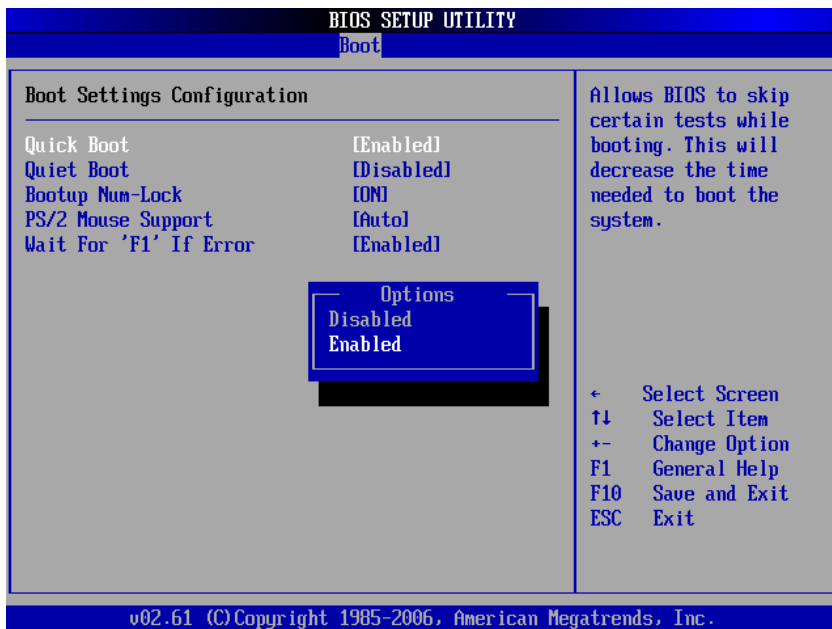 BIOS SETUP UTILITY
Boot
Boot Settings Configuration
Quick Boot [Enabled]
Quiet Boot [Disabled]
Bootup Num-Lock [ON]
PS/2 Mouse Support [Auto]
Wait For 'F1' If Error [Enabled]
Options
Disabled
Enabled
Allows BIOS to skip
certain tests while
booting. This will
decrease the time
needed to boot the
system.
← Select Screen
↑↓ Select Item
+- Change Option
F1 General Help
F10 Save and Exit
ESC Exit
v02.61 (C)Copyright 1985-2006, American Megatrends, Inc.